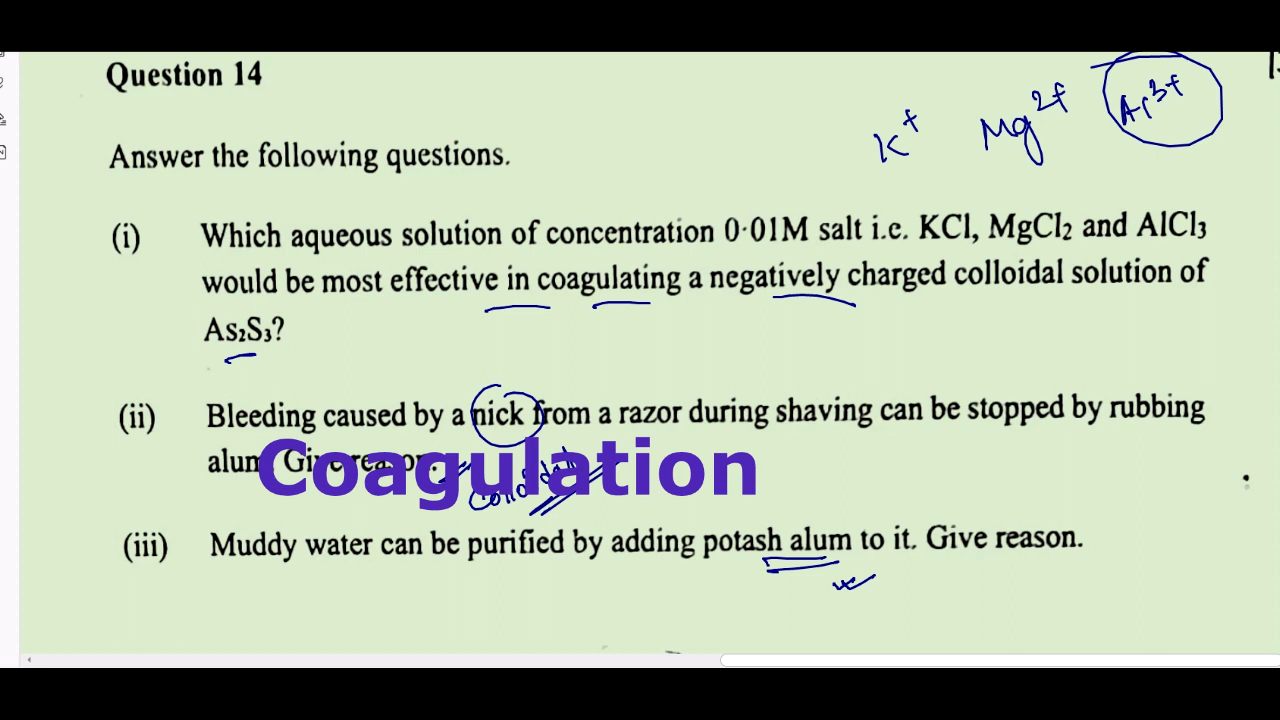 Question 14
K+ Mg2+ Al3+
Answer the following questions.
(i) Which aqueous solution of concentration 0·01M salt i.e. KCl, MgCl₂ and AlCl₃
would be most effective in coagulating a negatively charged colloidal solution of
As₂S₃?
(ii) Bleeding caused by a nick from a razor during shaving can be stopped by rubbing
alum. Give reason.
Coagulation
(iii) Muddy water can be purified by adding potash alum to it. Give reason.